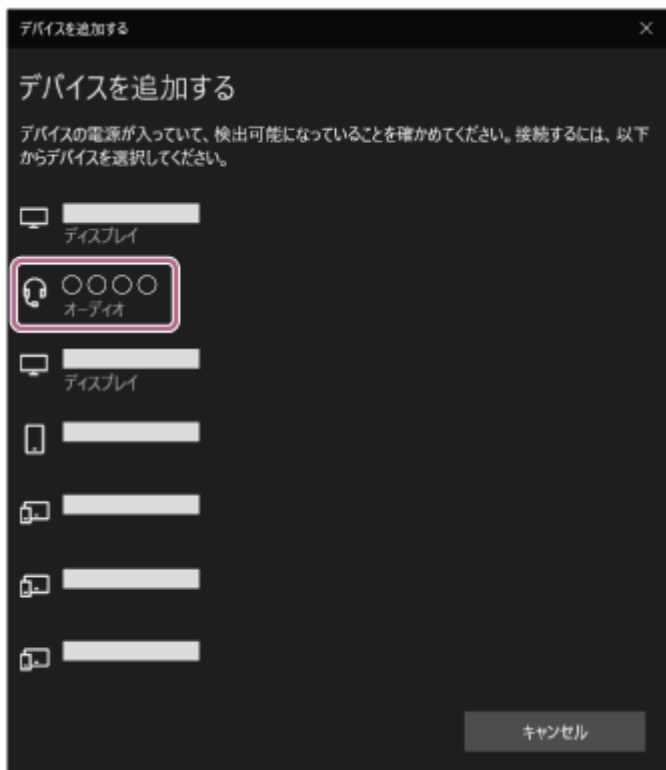 デバイスを追加する
デバイスを追加する
デバイスの電源が入っていて、検出可能になっていることを確かめてください。接続するには、以下
からデバイスを選択してください。
ディスプレイ
○○○○
オーディオ
ディスプレイ
キャンセル